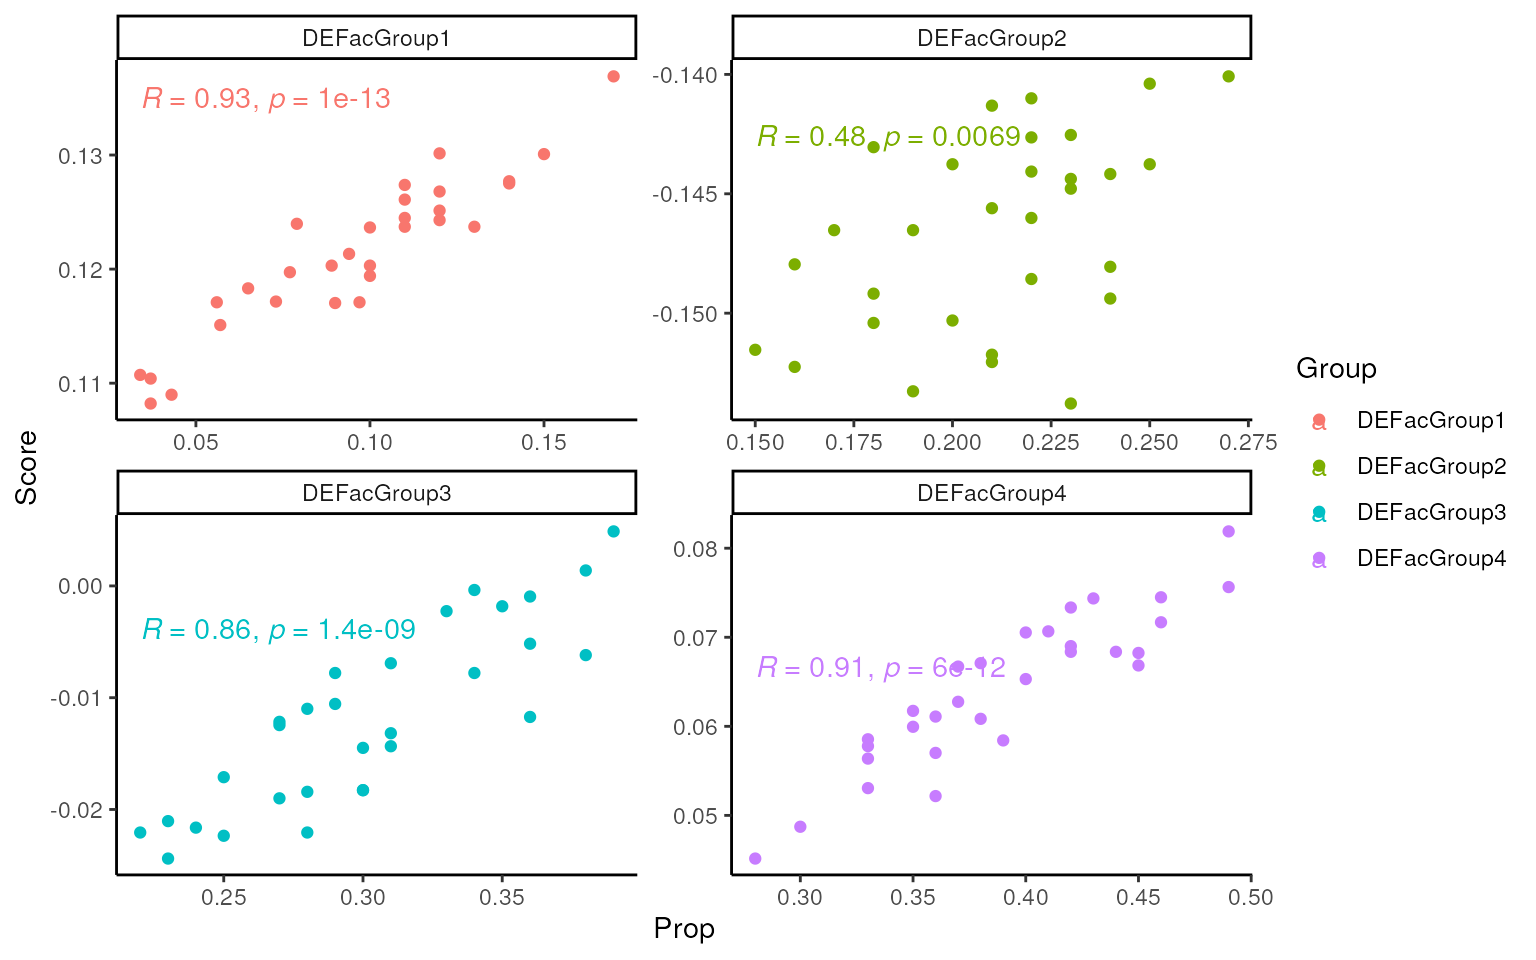 DEFacGroup1
R = 0.93, p = 1e-13
0.13
0.12
0.11
0.05 0.10 0.15
DEFacGroup2
R = 0.48, p = 0.0069
-0.140
-0.145
-0.150
0.150 0.175 0.200 0.225 0.250 0.275
Score
DEFacGroup3
R = 0.86, p = 1.4e-09
0.00
-0.01
-0.02
0.25 0.30 0.35
DEFacGroup4
R = 0.91, p = 6e-12
0.08
0.07
0.06
0.05
0.30 0.35 0.40 0.45 0.50
Prop
Group
a DEFacGroup1
a DEFacGroup2
a DEFacGroup3
a DEFacGroup4